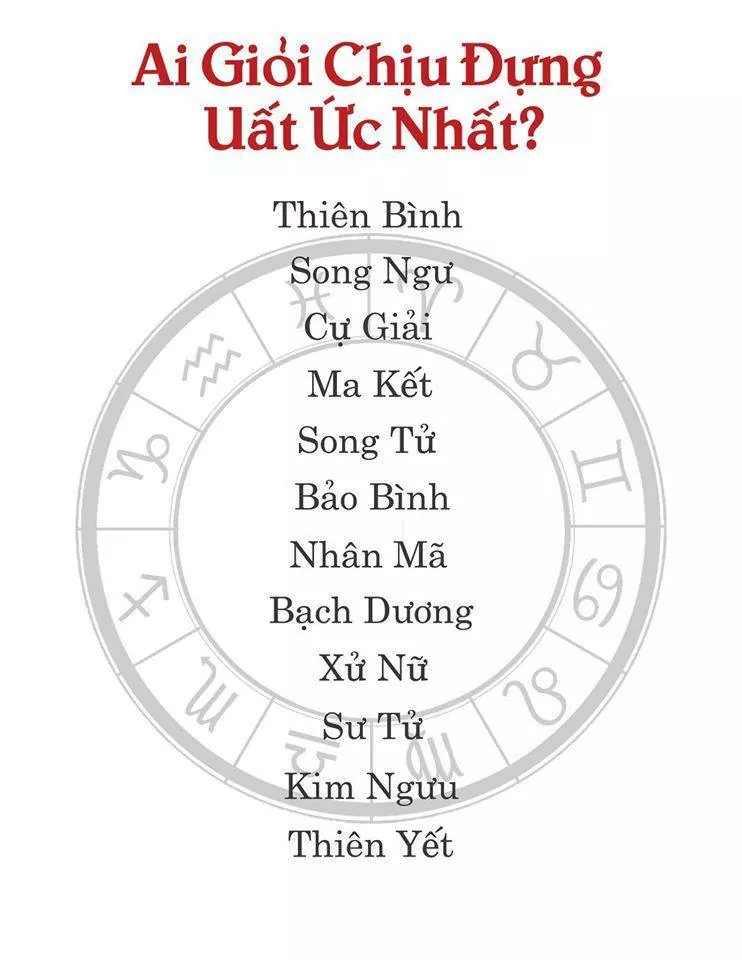 Ai Giỏi Chịu Đựng
Uất Ức Nhất?
Thiên Bình
Song Ngư
Cự Giải
Ma Kết
Song Tử
Bảo Bình
Nhân Mã
Bạch Dương
Xử Nữ
Sư Tử
Kim Ngưu
Thiên Yết